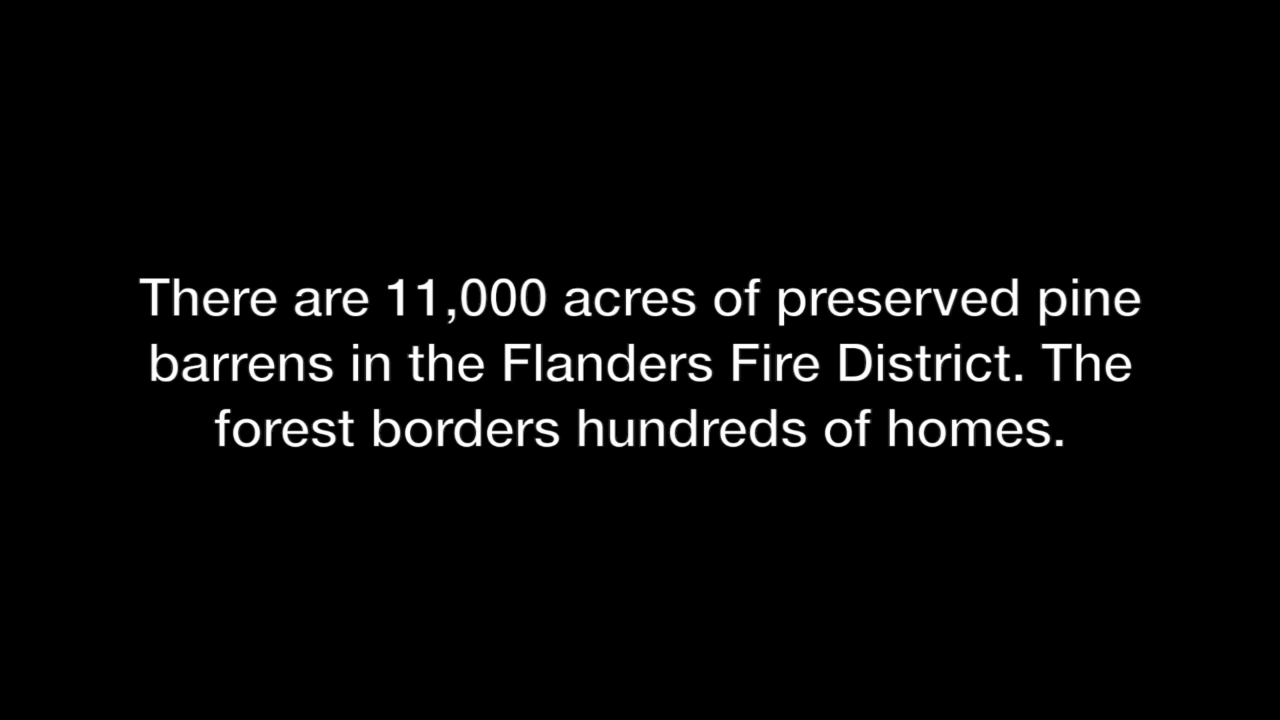 There are 11,000 acres of preserved pine
barrens in the Flanders Fire District. The
forest borders hundreds of homes.